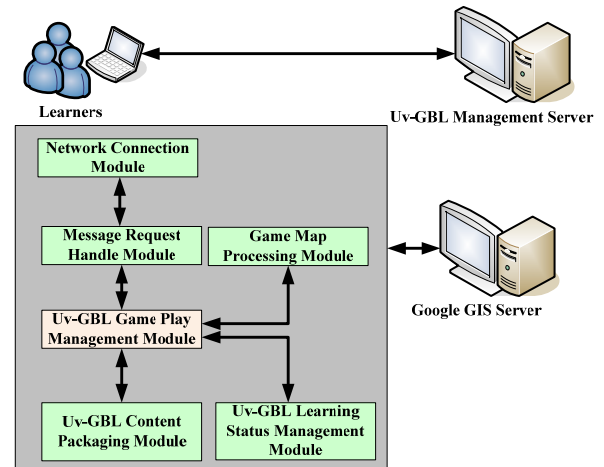 Learners
Uv-GBL Management Server
Network Connection
Module
Message Request
Handle Module
Game Map
Processing Module
Google GIS Server
Uv-GBL Game Play
Management Module
Uv-GBL Content
Packaging Module
Uv-GBL Learning
Status Management
Module